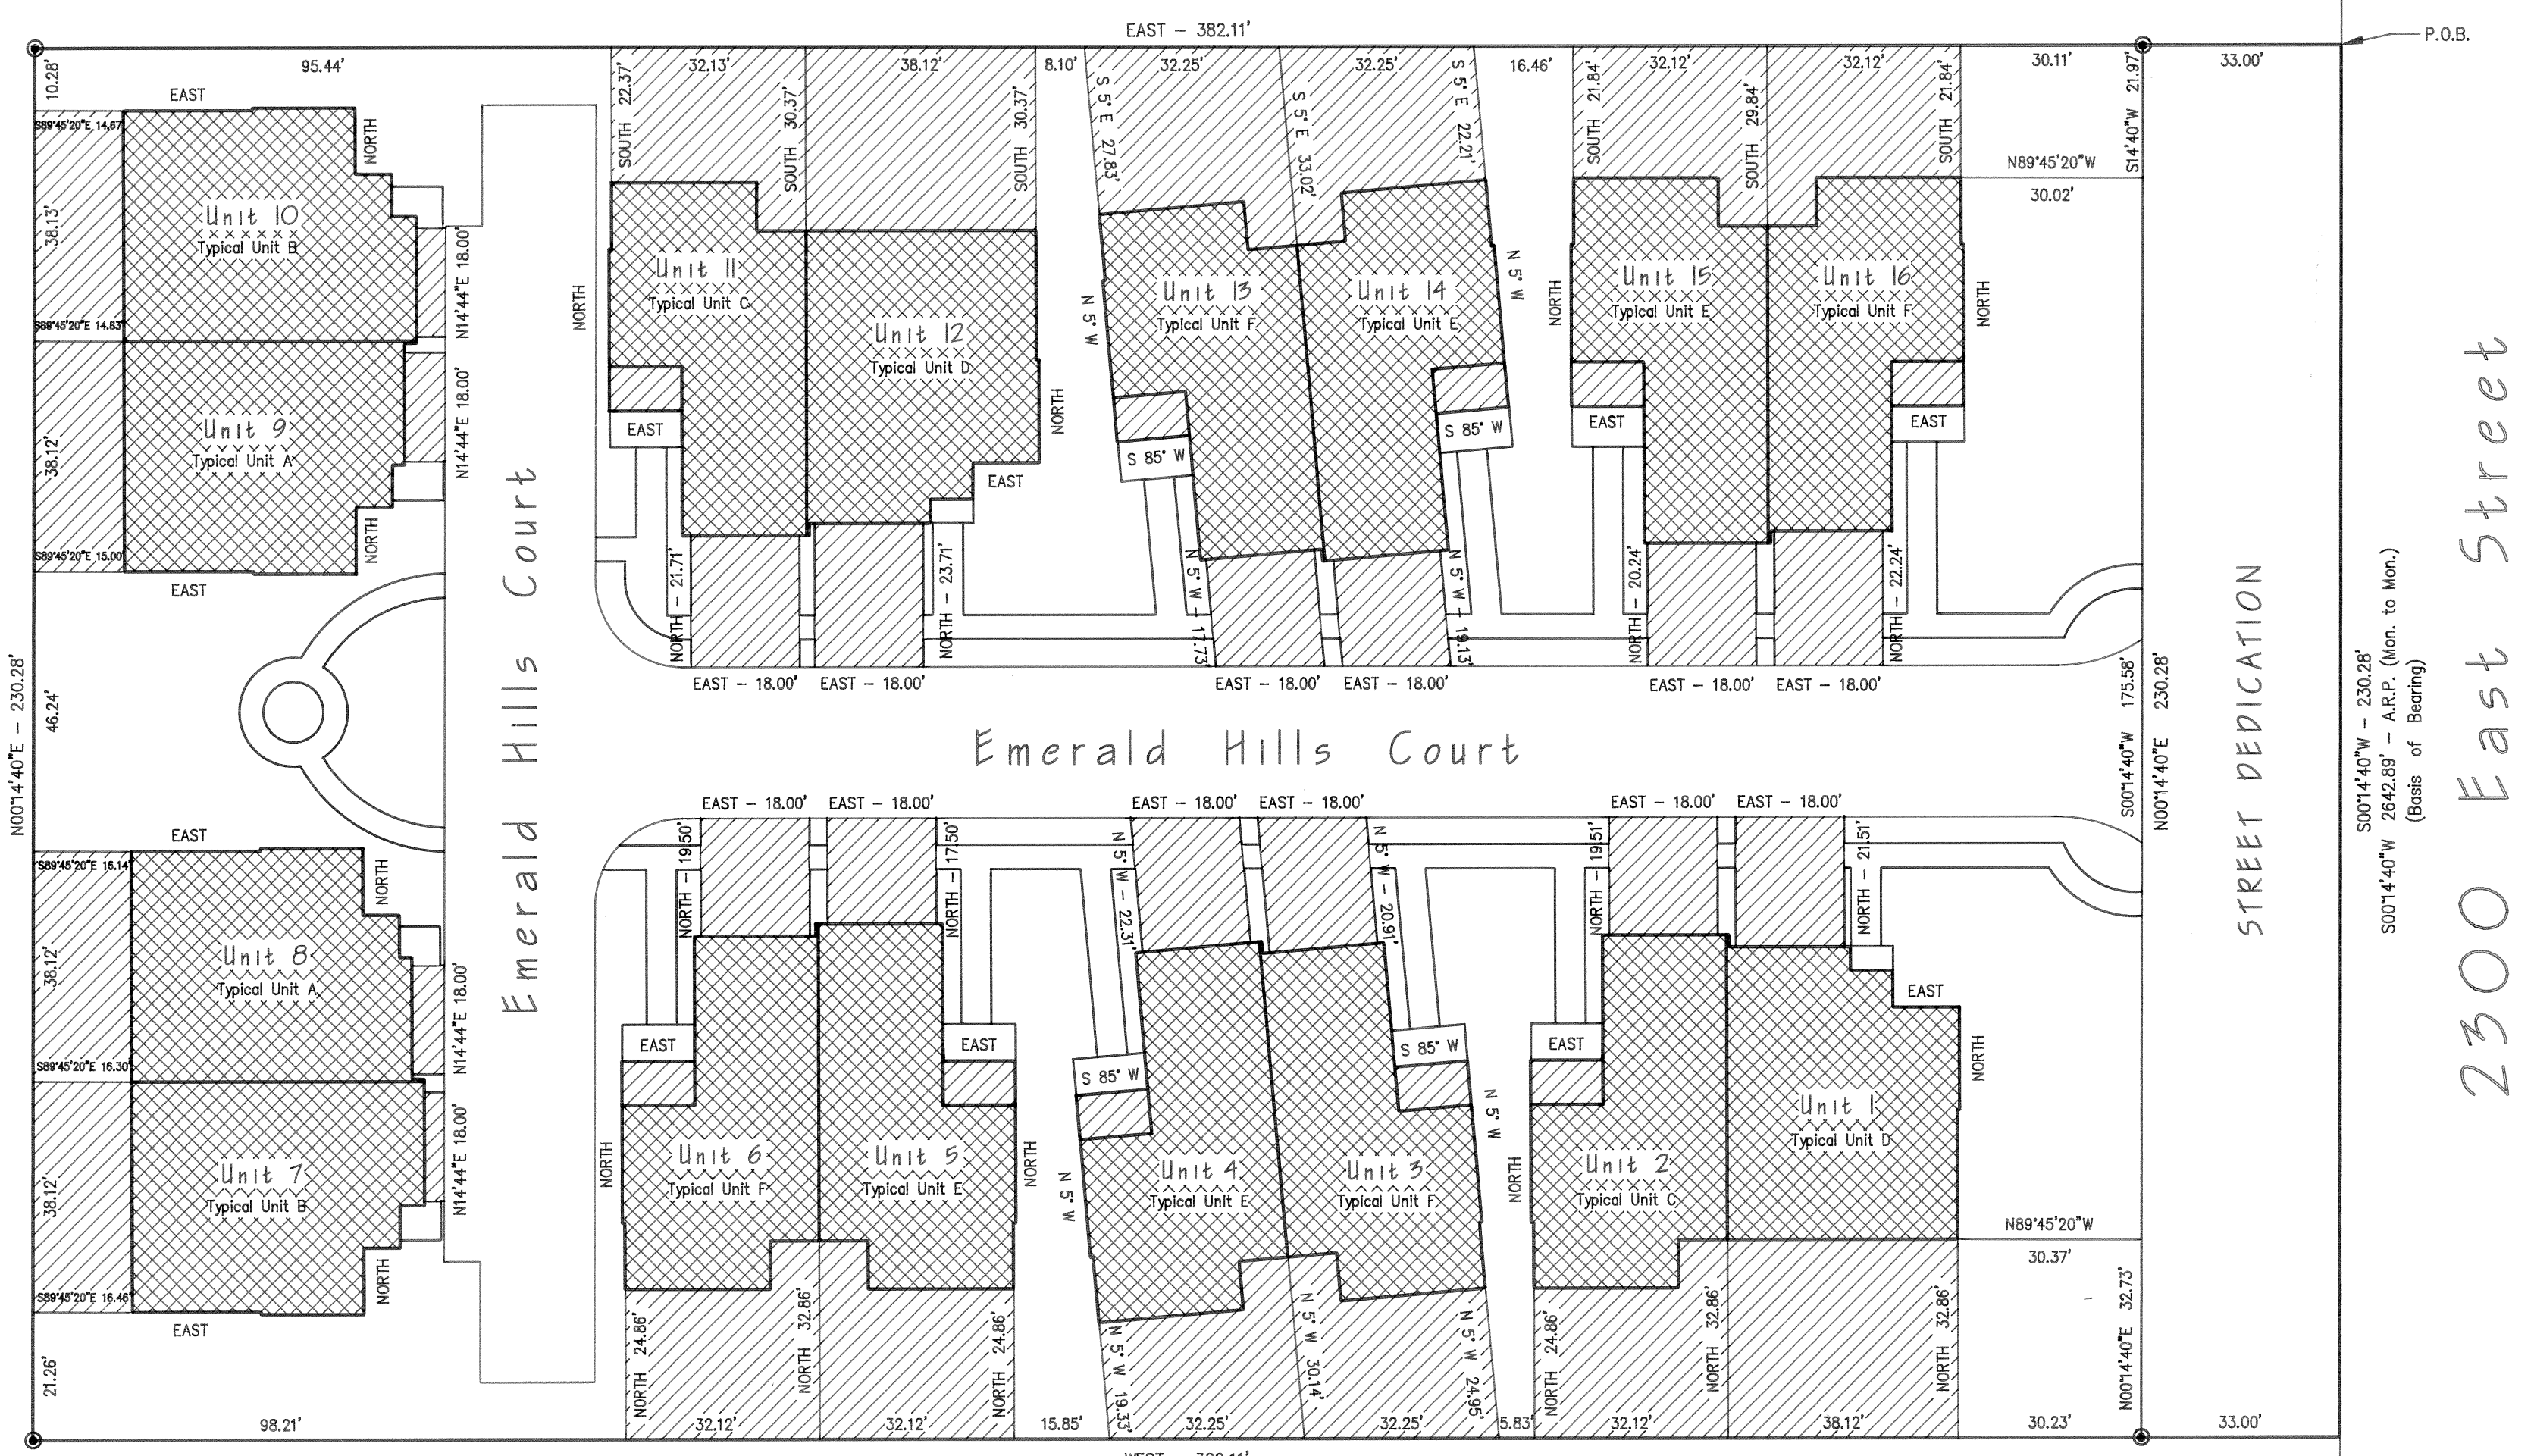 EAST – 382.11'
P.O.B.
95.44'
32.13'
38.12'
8.10'
32.25'
32.25'
16.46'
32.12'
32.12'
30.11'
33.00'
10.28'
EAST
SOUTH 22.37'
SOUTH 30.37'
SOUTH 30.37'
S 5° E 27.83'
S 5° E 33.02'
S 5° E 22.21'
SOUTH 21.84'
SOUTH 29.84'
SOUTH 21.84'
S14'40"W 21.97'
S89°45'20"E 14.67'
NORTH
N89°45'20"W
30.02'
38.13'
Unit 10
Typical Unit B
N14'44"E 18.00'
NORTH
Unit 11
Typical Unit C
Unit 12
Typical Unit D
N 5° W
Unit 13
Typical Unit F
Unit 14
Typical Unit E
N 5° W
NORTH
Unit 15
Typical Unit E
Unit 16
Typical Unit F
NORTH
S89°45'20"E 14.83'
38.12'
Unit 9
Typical Unit A
N14'44"E 18.00'
EAST
NORTH
EAST
S 85° W
S 85° W
EAST
EAST
S89°45'20"E 15.00'
NORTH
EAST
NORTH – 21.71'
NORTH – 23.71'
N 5° W – 17.73'
N 5° W – 19.13'
NORTH – 20.24'
NORTH – 22.24'
EAST – 18.00'
EAST – 18.00'
EAST – 18.00'
EAST – 18.00'
EAST – 18.00'
EAST – 18.00'
N00°14'40"E – 230.28'
46.24'
Emerald Hills Court
Emerald Hills Court
S00°14'40"W 175.58'
N00°14'40"E 230.28'
STREET DEDICATION
S00°14'40"W – 230.28'
S00°14'40"W 2642.89' – A.R.P. (Mon. to Mon.)
(Basis of Bearing)
2300 East Street
EAST – 18.00'
EAST – 18.00'
EAST – 18.00'
EAST – 18.00'
EAST – 18.00'
EAST – 18.00'
EAST
S89°45'20"E 16.14'
NORTH
NORTH – 19.50'
NORTH – 17.50'
N 5° W – 22.31'
N 5° W – 20.91'
NORTH – 19.51'
NORTH – 21.51'
38.12'
Unit 8
Typical Unit A
N14'44"E 18.00'
EAST
EAST
S 85° W
S 85° W
EAST
EAST
NORTH
S89°45'20"E 16.30'
38.12'
Unit 7
Typical Unit B
N14'44"E 18.00'
NORTH
Unit 6
Typical Unit F
Unit 5
Typical Unit E
NORTH
N 5° W
Unit 4
Typical Unit E
Unit 3
Typical Unit F
N 5° W
NORTH
Unit 2
Typical Unit C
Unit 1
Typical Unit D
N89°45'20"W
30.37'
S89°45'20"E 16.46'
NORTH
EAST
21.26'
NORTH 24.86'
NORTH 32.86'
NORTH 24.86'
N 5° W 19.33'
N 5° W 30.14'
N 5° W 24.95'
NORTH 24.86'
NORTH 32.86'
NORTH 32.86'
N00°14'40"E 32.73'
98.21'
32.12'
32.12'
15.85'
32.25'
32.25'
5.83'
32.12'
38.12'
30.23'
33.00'